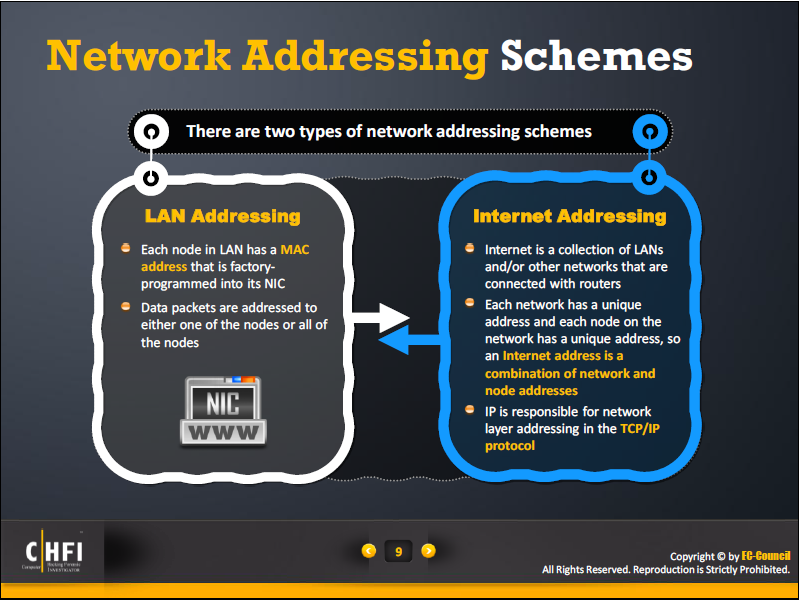 Network Addressing Schemes
There are two types of network addressing schemes
LAN Addressing
Each node in LAN has a MAC
address that is factory-
programmed into its NIC
Data packets are addressed to
either one of the nodes or all of
the nodes
NIC
WWW
Internet Addressing
Internet is a collection of LANs
and/or other networks that are
connected with routers
Each network has a unique
address and each node on the
network has a unique address, so
an Internet address is a
combination of network and
node addresses
IP is responsible for network
layer addressing in the TCP/IP
protocol
CHFI
Computer Hacking Forensic
INVESTIGATOR
9
Copyright © by EC-Council
All Rights Reserved. Reproduction is Strictly Prohibited.